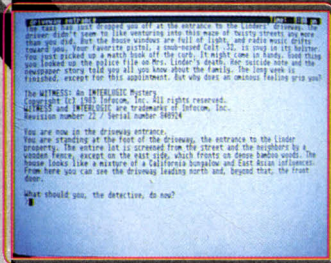 driveway entrance Time: 8:00 pm
The taxi has just dropped you off at the entrance to the Linders' driveway. The
driver didn't seem to like venturing into this maze of twisty streets any more
than you did. But the house windows are full of light, and radio music drifts
toward you. Your favorite pistol, a snub-nosed Colt .32, is snug in its holster.
You just picked up a match book off the curb. It might come in handy. Good thing
you looked up the police file on Mrs. Linder's death. Her suicide note and the
newspaper story told you all you know about the family. The long week is
finished, except for this appointment. But why does an ominous feeling grip you?
The WITNESS: An INTERLOGIC Mystery
Copyright (c) 1983 Infocom, Inc. All rights reserved.
WITNESS and INTERLOGIC are trademarks of Infocom, Inc.
Revision number 22 / Serial number 840924
You are now in the driveway entrance.
You are standing at the foot of the driveway, the entrance to the Linder
property. The entire lot is screened from the street and the neighbors by a
wooden fence, except on the east side, which fronts on dense bamboo woods. The
house looks like a mixture of a California bungalow and East Asian influences.
From here you can see the driveway leading north and, beyond that, the front
door.
What should you, the detective, do now?
>